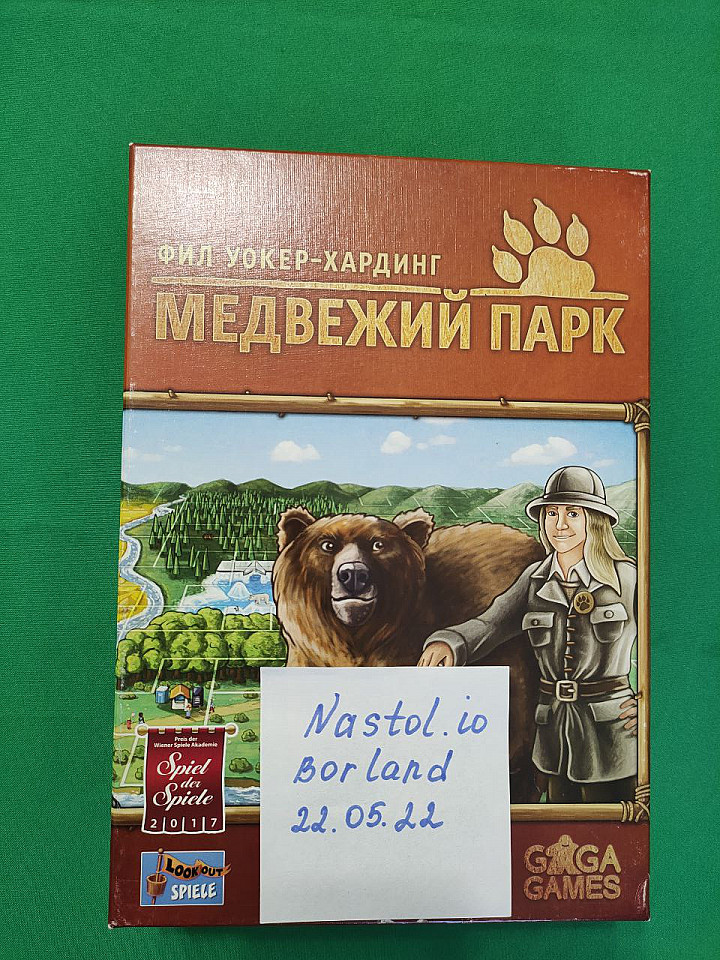 ФИЛ УОКЕР-ХАРДИНГ
МЕДВЕЖИЙ ПАРК
Nastol.io
Borland
22.05.22
Preis der
Wiener Spiele Akademie
Spiel
der
Spiele
2017
LOOKOUT
SPIELE
GAGA
GAMES